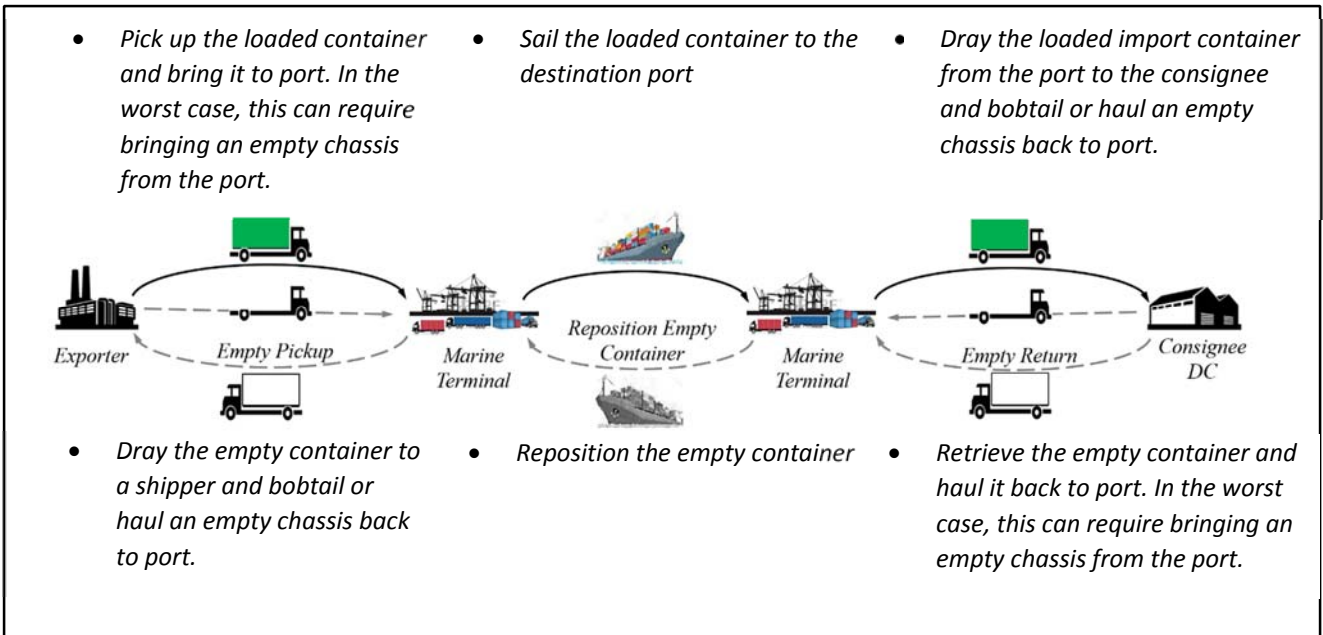 • Pick up the loaded container
and bring it to port. In the
worst case, this can require
bringing an empty chassis
from the port.
• Sail the loaded container to the
destination port
• Dray the loaded import container
from the port to the consignee
and bobtail or haul an empty
chassis back to port.
Exporter
Empty Pickup
Marine
Terminal
Reposition Empty
Container
Marine
Terminal
Empty Return
Consignee
DC
• Dray the empty container to
a shipper and bobtail or
haul an empty chassis back
to port.
• Reposition the empty container
• Retrieve the empty container and
haul it back to port. In the worst
case, this can require bringing an
empty chassis from the port.